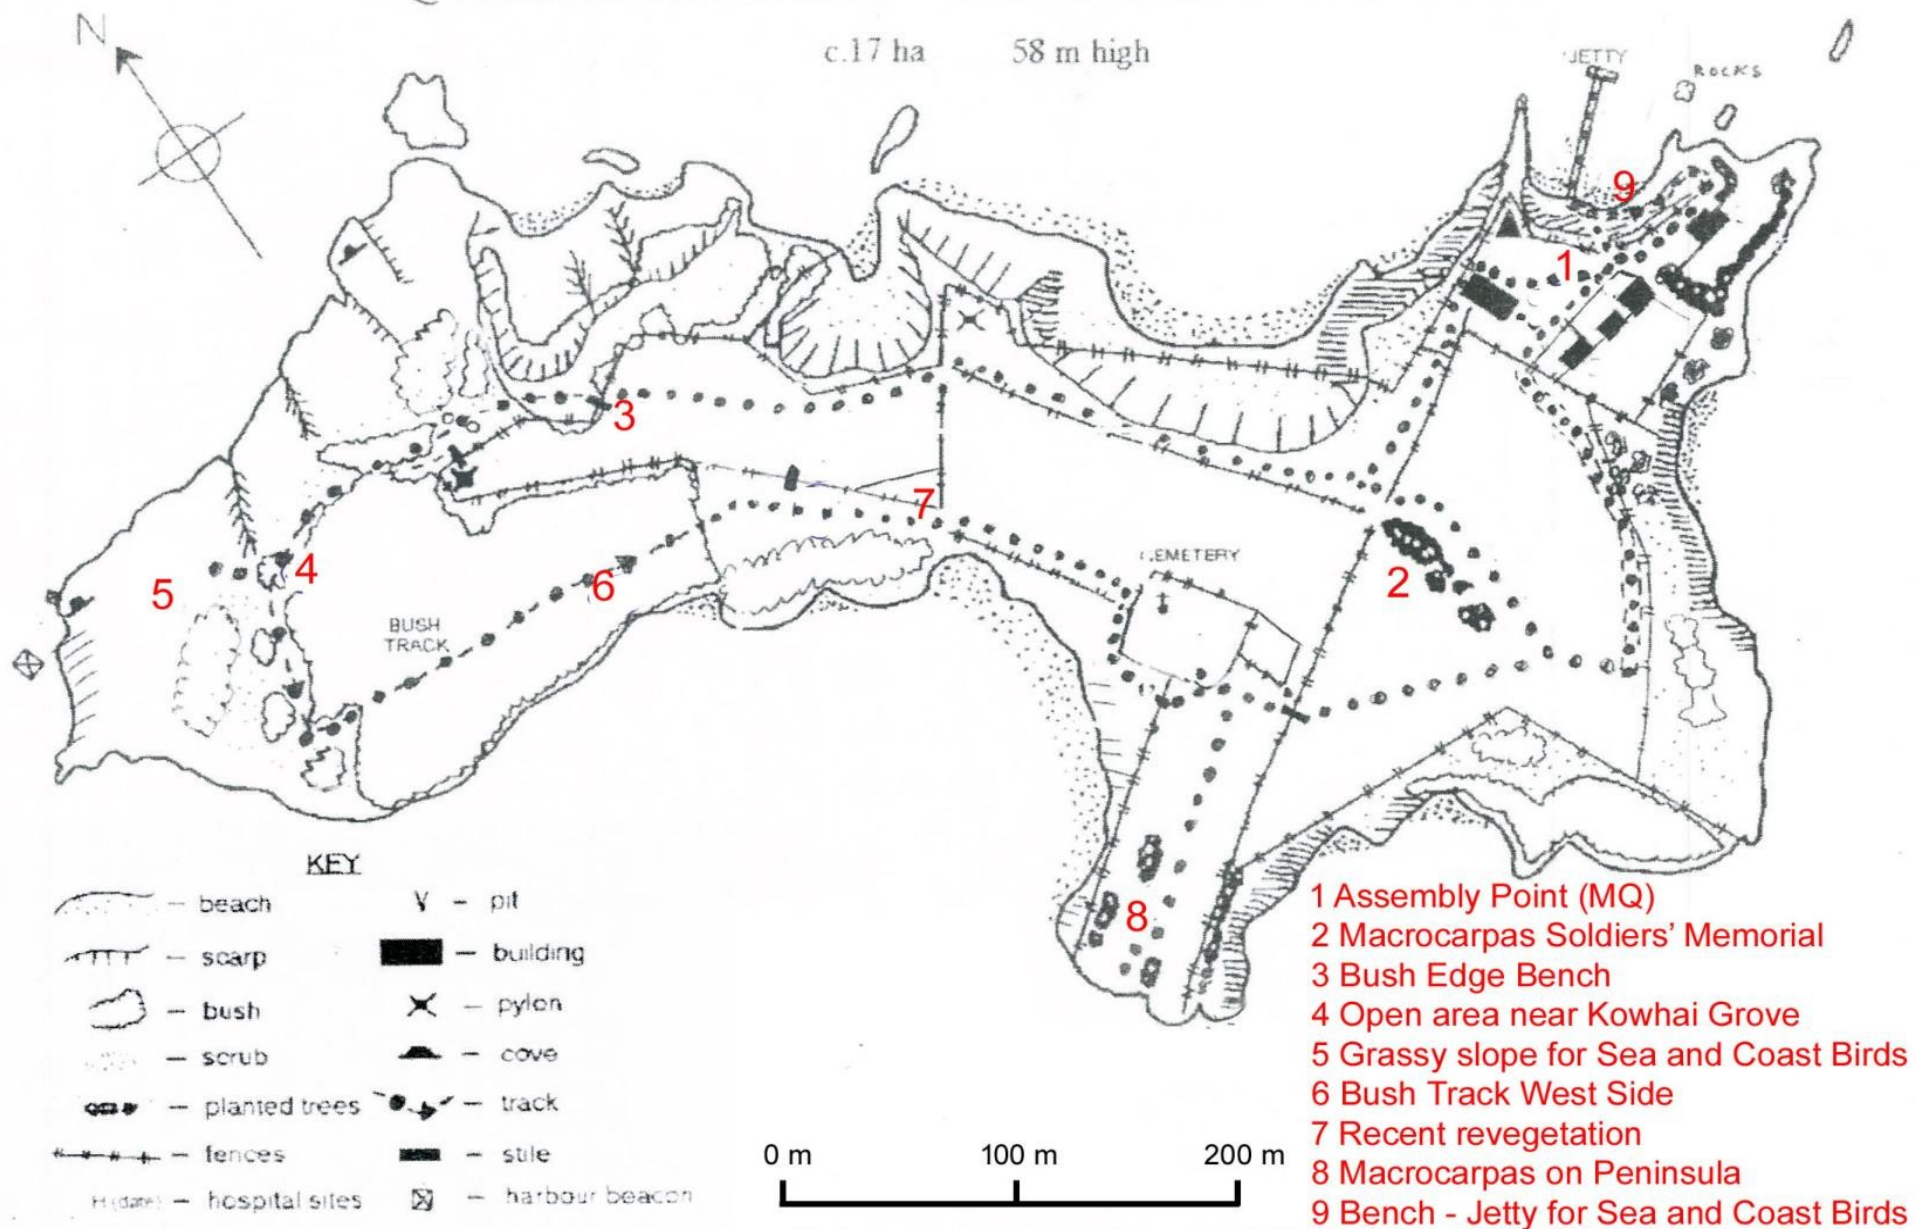 N
c.17 ha 58 m high
JETTY
ROCKS
9
1
3
7
CEMETERY
2
4
5
6
BUSH
TRACK
8
KEY
beach
scarp
bush
scrub
planted trees
fences
H(date) – hospital sites
V – pit
building
pylon
cove
track
stile
harbour beacon
0 m 100 m 200 m
1 Assembly Point (MQ)
2 Macrocarpas Soldiers’ Memorial
3 Bush Edge Bench
4 Open area near Kowhai Grove
5 Grassy slope for Sea and Coast Birds
6 Bush Track West Side
7 Recent revegetation
8 Macrocarpas on Peninsula
9 Bench - Jetty for Sea and Coast Birds